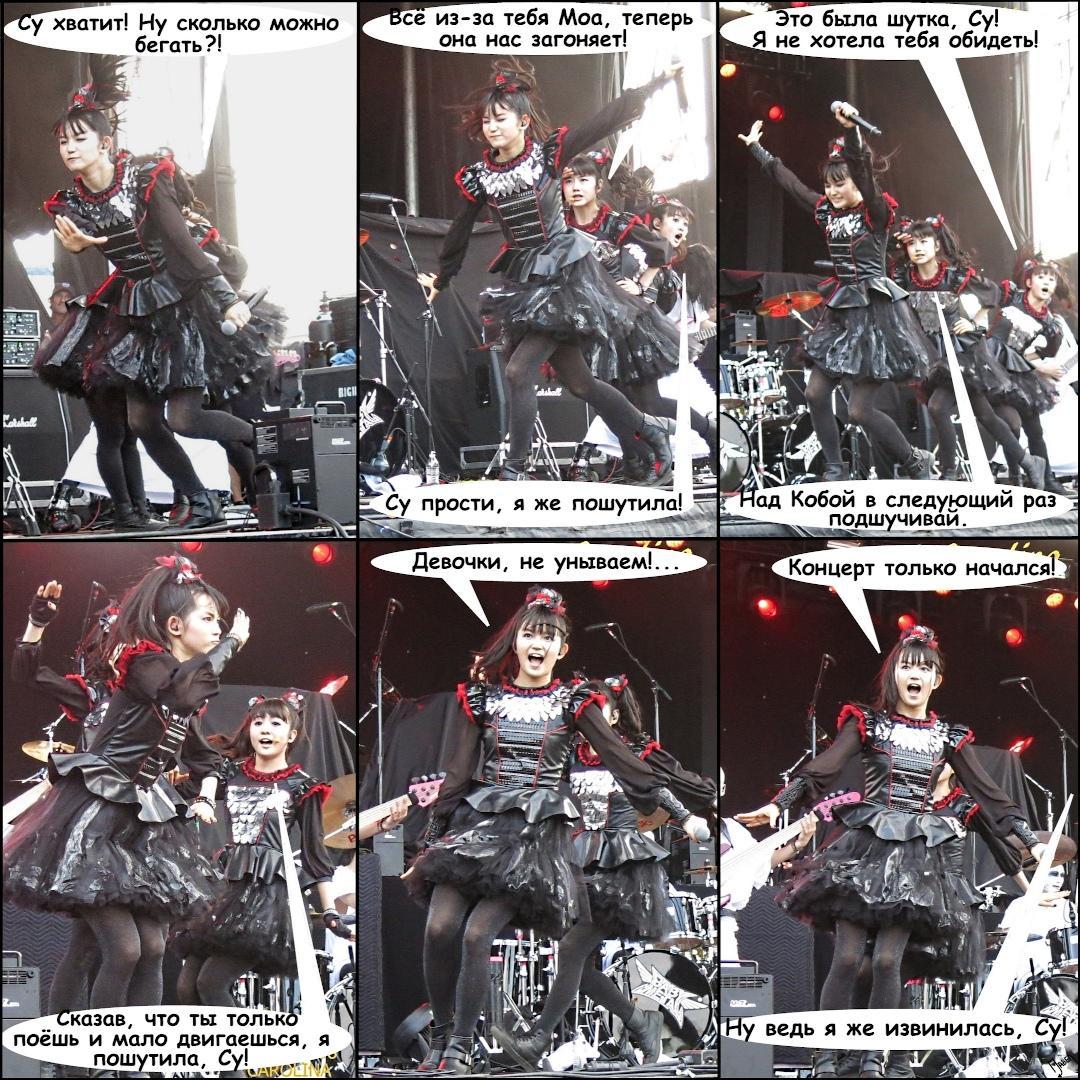 Су хватит! Ну сколько можно
бегать?!
Всё из-за тебя Моа, теперь
она нас загоняет!
Су прости, я же пошутила!
Это была шутка, Су!
Я не хотела тебя обидеть!
Над Кобой в следующий раз
подшучивай.
Сказав, что ты только
поёшь и мало двигаешься, я
пошутила, Су!
CAROLINA
Девочки, не унываем!...
Концерт только начался!
Ну ведь я же извинилась, Су!
Marshall